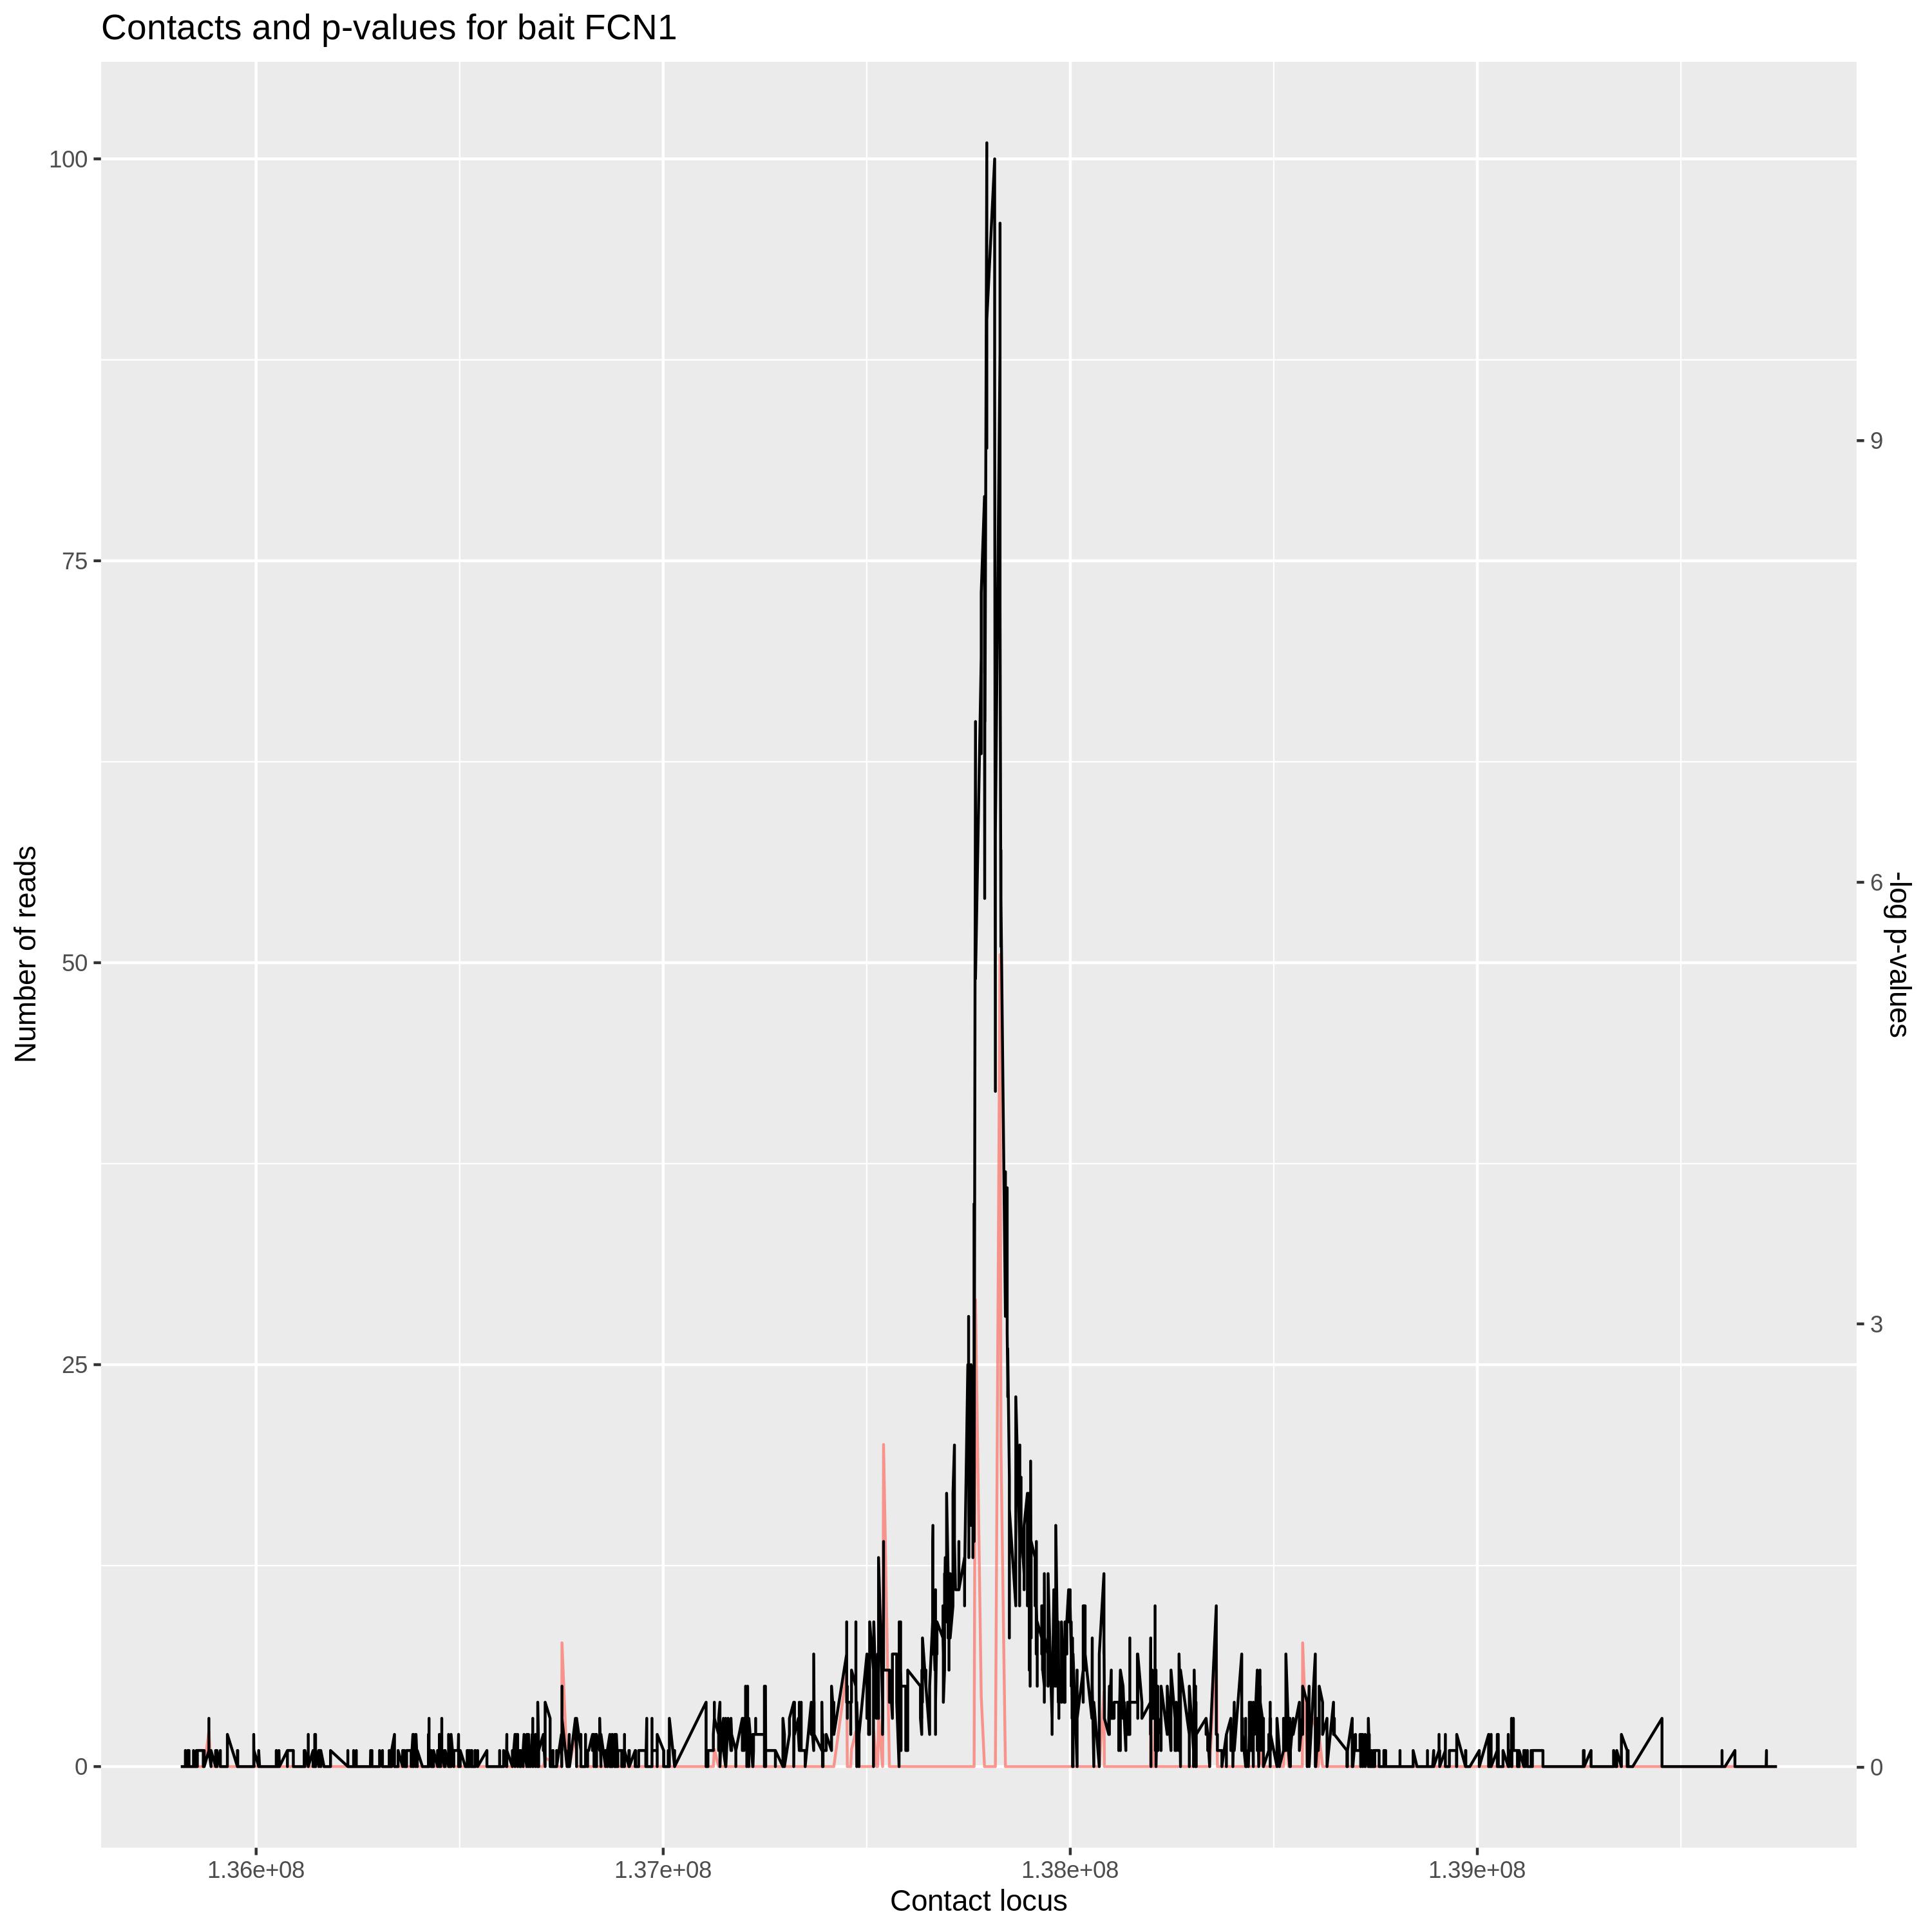 Contacts and p-values for bait FCN1
100
75
50
25
0
Number of reads
9
6
3
0
-log p-values
1.36e+08
1.37e+08
1.38e+08
1.39e+08
Contact locus